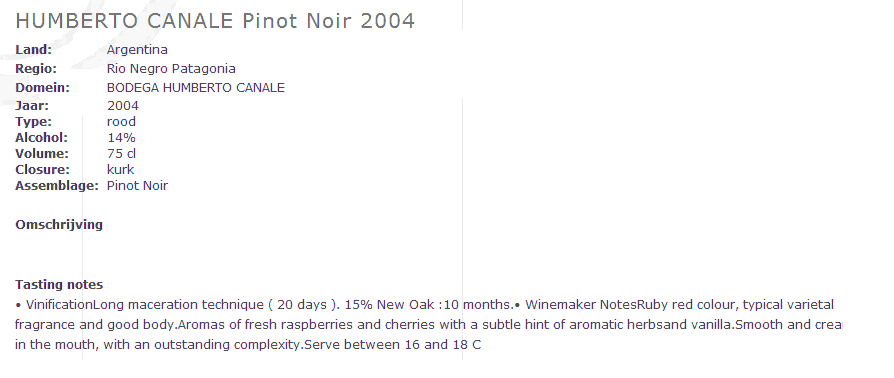 HUMBERTO CANALE Pinot Noir 2004
Land: Argentina
Regio: Rio Negro Patagonia
Domein: BODEGA HUMBERTO CANALE
Jaar: 2004
Type: rood
Alcohol: 14%
Volume: 75 cl
Closure: kurk
Assemblage: Pinot Noir
Omschrijving
Tasting notes
• VinificationLong maceration technique ( 20 days ). 15% New Oak :10 months.• Winemaker NotesRuby red colour, typical varietal
fragrance and good body.Aromas of fresh raspberries and cherries with a subtle hint of aromatic herbsand vanilla.Smooth and
in the mouth, with an outstanding complexity.Serve between 16 and 18 C